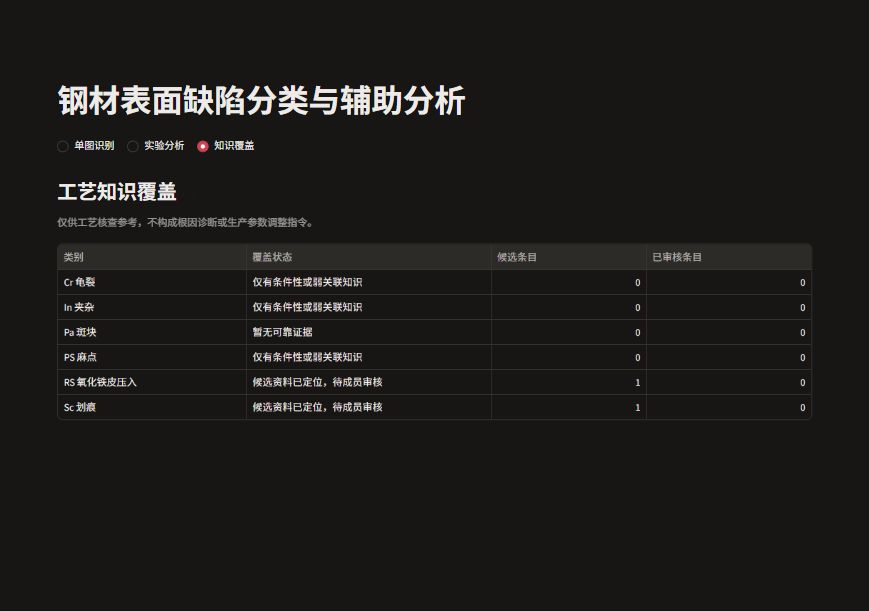 钢材表面缺陷分类与辅助分析
单图识别 实验分析 知识覆盖
工艺知识覆盖
仅供工艺核查参考，不构成根因诊断或生产参数调整指令。
类别 覆盖状态 候选条目 已审核条目
Cr 龟裂 仅有条件性或弱关联知识 0 0
In 夹杂 仅有条件性或弱关联知识 0 0
Pa 斑块 暂无可靠证据 0 0
PS 麻点 仅有条件性或弱关联知识 0 0
RS 氧化铁皮压入 候选资料已定位，待成员审核 1 0
Sc 划痕 候选资料已定位，待成员审核 1 0